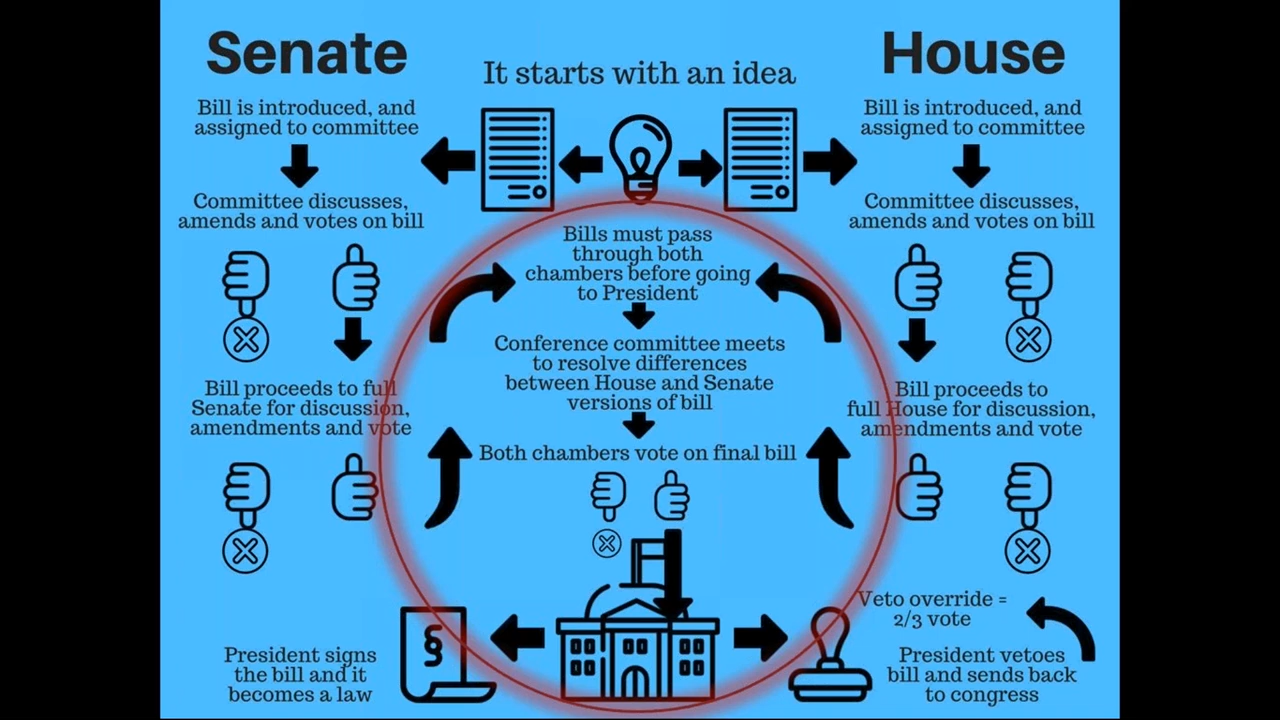 Senate
Bill is introduced, and
assigned to committee
Committee discusses,
amends and votes on bill
Bill proceeds to full
Senate for discussion,
amendments and vote
President signs
the bill and it
becomes a law
§
It starts with an idea
Bills must pass
through both
chambers before going
to President
Conference committee meets
to resolve differences
between House and Senate
versions of bill
Both chambers vote on final bill
House
Bill is introduced, and
assigned to committee
Committee discusses,
amends and votes on bill
Bill proceeds to
full House for discussion,
amendments and vote
Veto override =
2/3 vote
President vetoes
bill and sends back
to congress